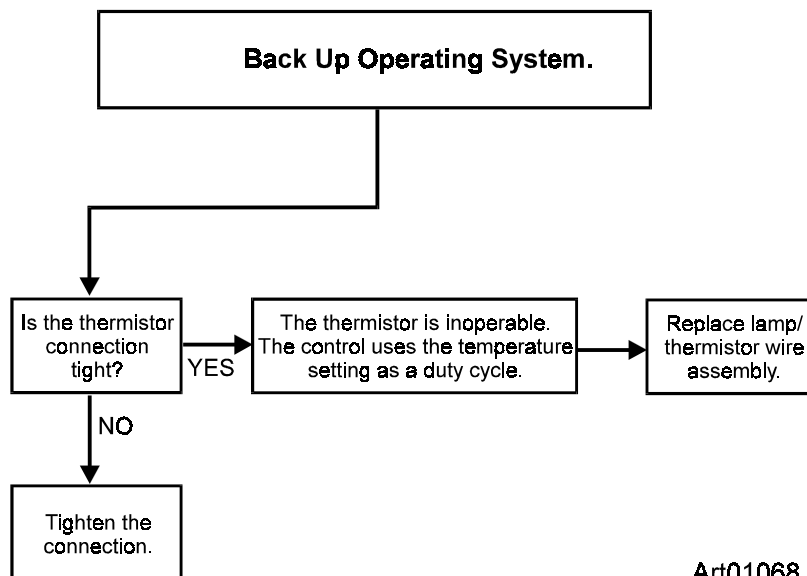 Back Up Operating System.
Is the thermistor
connection
tight?
YES
The thermistor is inoperable.
The control uses the temperature
setting as a duty cycle.
Replace lamp/
thermistor wire
assembly.
NO
Tighten the
connection.
Art01068